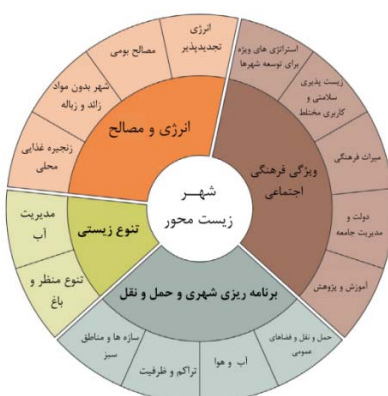 شهر
زیست محور
انرژی و مصالح
انرژی
تجدیدپذیر
مصالح بومی
شهر بدون مواد
زائد و زباله
زنجیره غذایی
محلی
ویژگی فرهنگی
اجتماعی
استراتژی های ویژه
برای توسعه شهرها
زیست پذیری
سلامتی و
کاربری مختلط
میراث فرهنگی
دولت و
مدیریت جامعه
آموزش و پژوهش
برنامه ریزی شهری و حمل و نقل
حمل و نقل و فضاهای
عمومی
آب و هوا
تراکم و ظرفیت
سازه ها و مناطق
سبز
تنوع زیستی
مدیریت
آب
تنوع منظر و
باغ